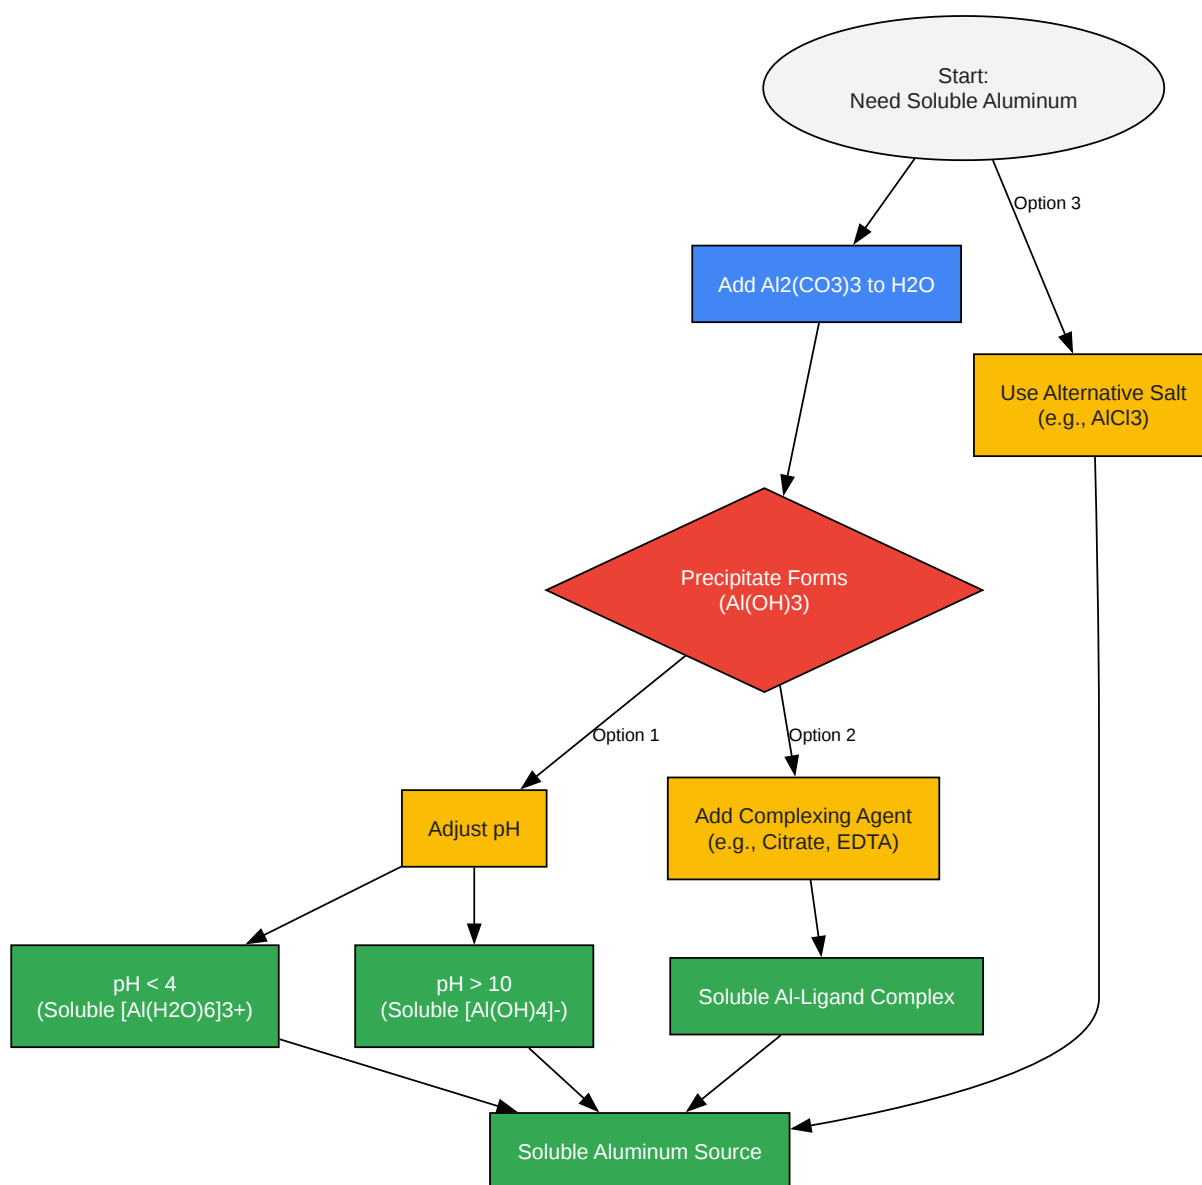 Start:
Need Soluble Aluminum
Option 3
Add Al2(CO3)3 to H2O
Use Alternative Salt
(e.g., AlCl3)
Precipitate Forms
(Al(OH)3)
Option 1
Option 2
Adjust pH
Add Complexing Agent
(e.g., Citrate, EDTA)
pH < 4
(Soluble [Al(H2O)6]3+)
pH > 10
(Soluble [Al(OH)4]-)
Soluble Al-Ligand Complex
Soluble Aluminum Source